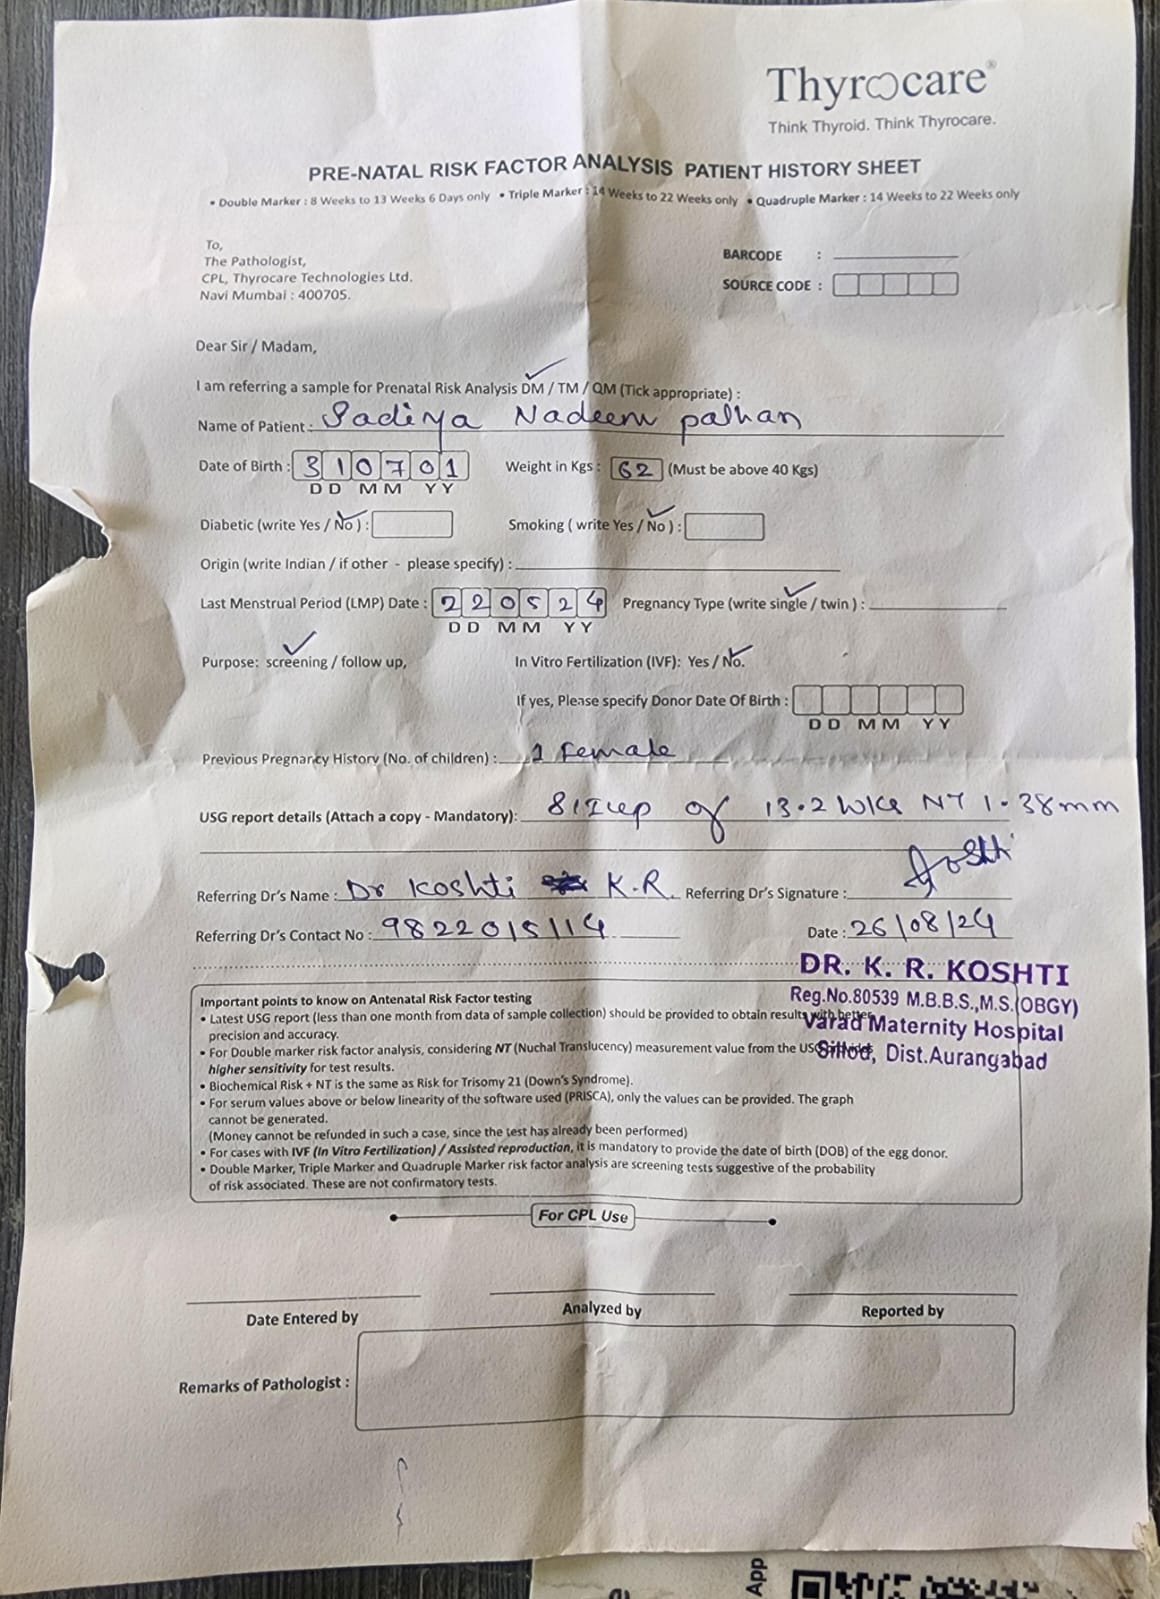 Thyrocare®
Think Thyroid. Think Thyrocare.
PRE-NATAL RISK FACTOR ANALYSIS PATIENT HISTORY SHEET
• Double Marker : 8 Weeks to 13 Weeks 6 Days only • Triple Marker : 14 Weeks to 22 Weeks only • Quadruple Marker : 14 Weeks to 22 Weeks only
To,
The Pathologist,
CPL, Thyrocare Technologies Ltd.
Navi Mumbai : 400705.
BARCODE :
SOURCE CODE :
Dear Sir / Madam,
I am referring a sample for Prenatal Risk Analysis DM / TM / QM (Tick appropriate) :
Name of Patient : Sadiya Nadeem pathan
Date of Birth : 310701 Weight in Kgs : 62 (Must be above 40 Kgs)
DD MM YY
Diabetic (write Yes / No ) : Smoking ( write Yes / No ) :
Origin (write Indian / if other - please specify) :
Last Menstrual Period (LMP) Date : 220524 Pregnancy Type (write single / twin ) :
DD MM YY
Purpose: screening / follow up, In Vitro Fertilization (IVF): Yes / No.
If yes, Please specify Donor Date Of Birth :
DD MM YY
Previous Pregnancy History (No. of children) : 1 Female
USG report details (Attach a copy - Mandatory): of 13.2 wks NT 1.38mm
Referring Dr's Name : Dr Koshti K.R. Referring Dr's Signature : Koshti
Referring Dr's Contact No : 9822015114 Date : 26/08/24
DR. K. R. KOSHTI
Reg.No.80539 M.B.B.S.,M.S.(OBGY)
Varad Maternity Hospital
Sillod, Dist.Aurangabad
Important points to know on Antenatal Risk Factor testing
• Latest USG report (less than one month from data of sample collection) should be provided to obtain results with better
precision and accuracy.
• For Double marker risk factor analysis, considering NT (Nuchal Translucency) measurement value from the USG
higher sensitivity for test results.
• Biochemical Risk + NT is the same as Risk for Trisomy 21 (Down's Syndrome).
• For serum values above or below linearity of the software used (PRISCA), only the values can be provided. The graph
cannot be generated.
(Money cannot be refunded in such a case, since the test has already been performed)
• For cases with IVF (In Vitro Fertilization) / Assisted reproduction, it is mandatory to provide the date of birth (DOB) of the egg donor.
• Double Marker, Triple Marker and Quadruple Marker risk factor analysis are screening tests suggestive of the probability
of risk associated. These are not confirmatory tests.
For CPL Use
Date Entered by Analyzed by Reported by
Remarks of Pathologist :
App